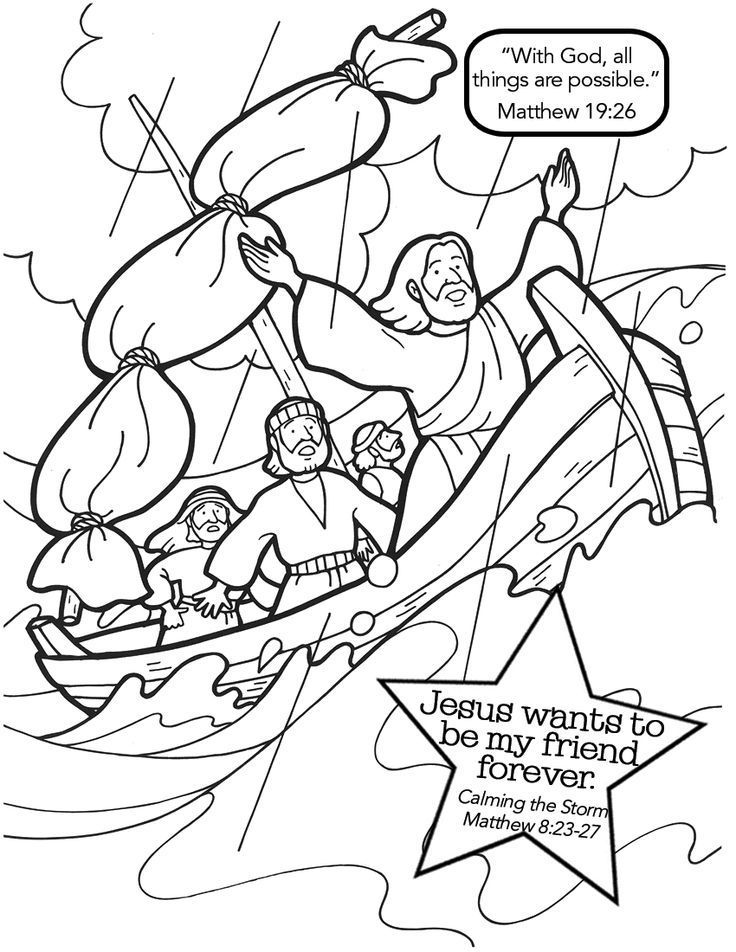 “With God, all
things are possible.”
Matthew 19:26
Jesus wants to
be my friend
forever.
Calming the Storm
Matthew 8:23-27